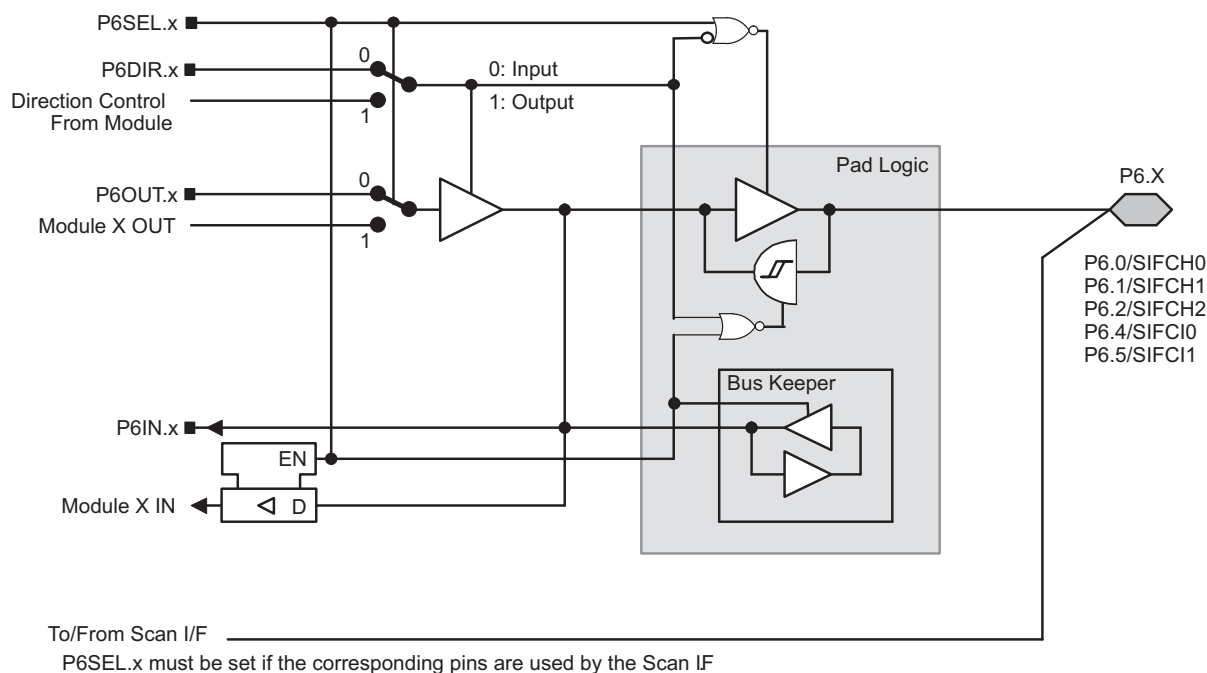 P6SEL.x
P6DIR.x
0
0: Input
Direction Control
From Module
1
1: Output
Pad Logic
P6.X
P6OUT.x
0
Module X OUT
1
P6.0/SIFCH0
P6.1/SIFCH1
P6.2/SIFCH2
P6.4/SIFCI0
P6.5/SIFCI1
Bus Keeper
P6IN.x
EN
Module X IN
D
To/From Scan I/F
P6SEL.x must be set if the corresponding pins are used by the Scan IF